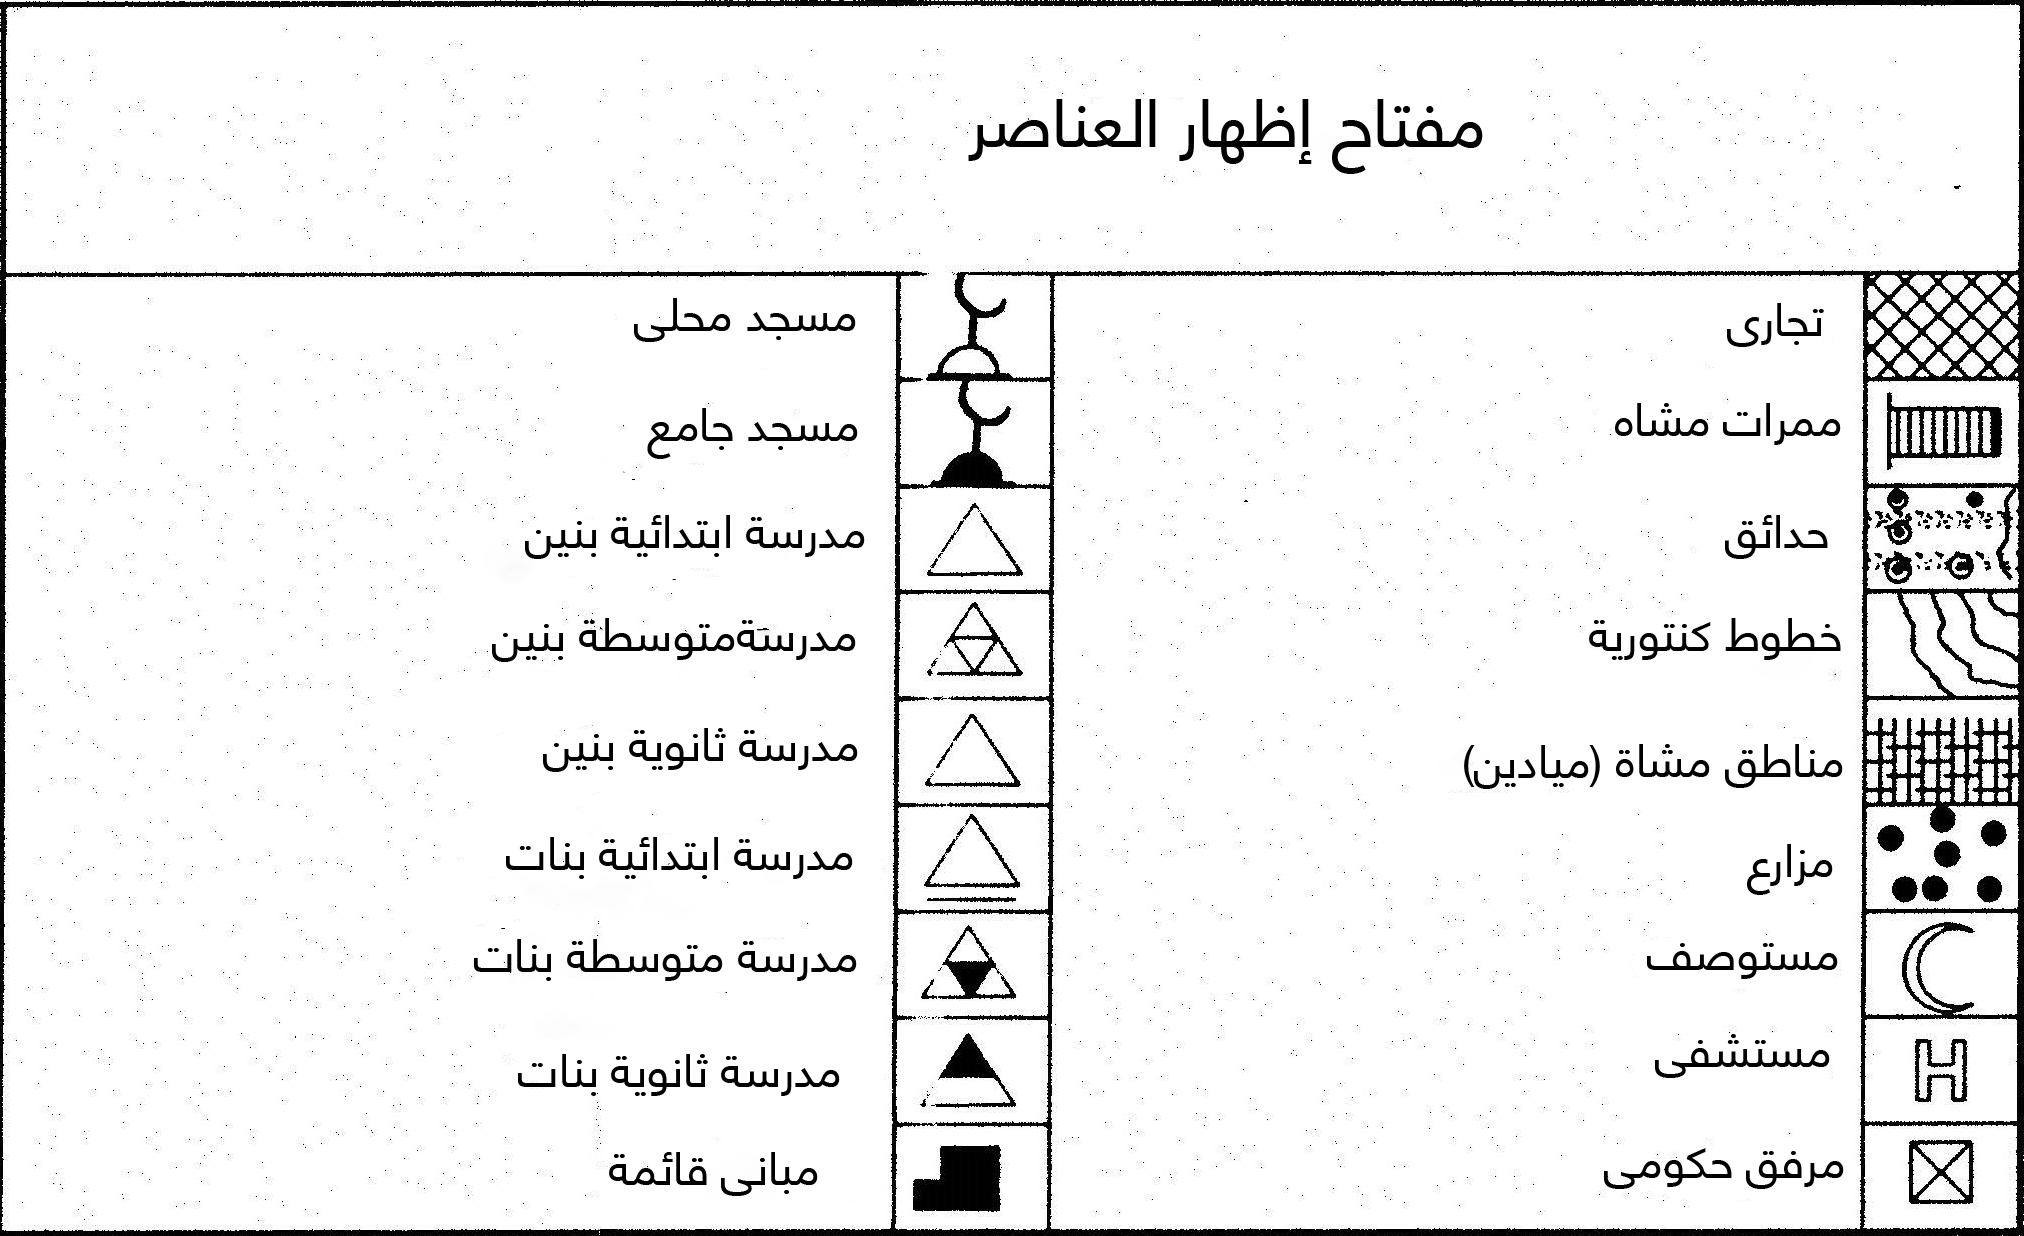 مفتاح إظهار العناصر
تجارى
ممرات مشاه
حدائق
خطوط كنتورية
مناطق مشاة (ميادين)
مزارع
مستوصف
مستشفى
H
مرفق حكومى
مسجد محلى
مسجد جامع
مدرسة ابتدائية بنين
مدرسةمتوسطة بنين
مدرسة ثانوية بنين
مدرسة ابتدائية بنات
مدرسة متوسطة بنات
مدرسة ثانوية بنات
مبانى قائمة